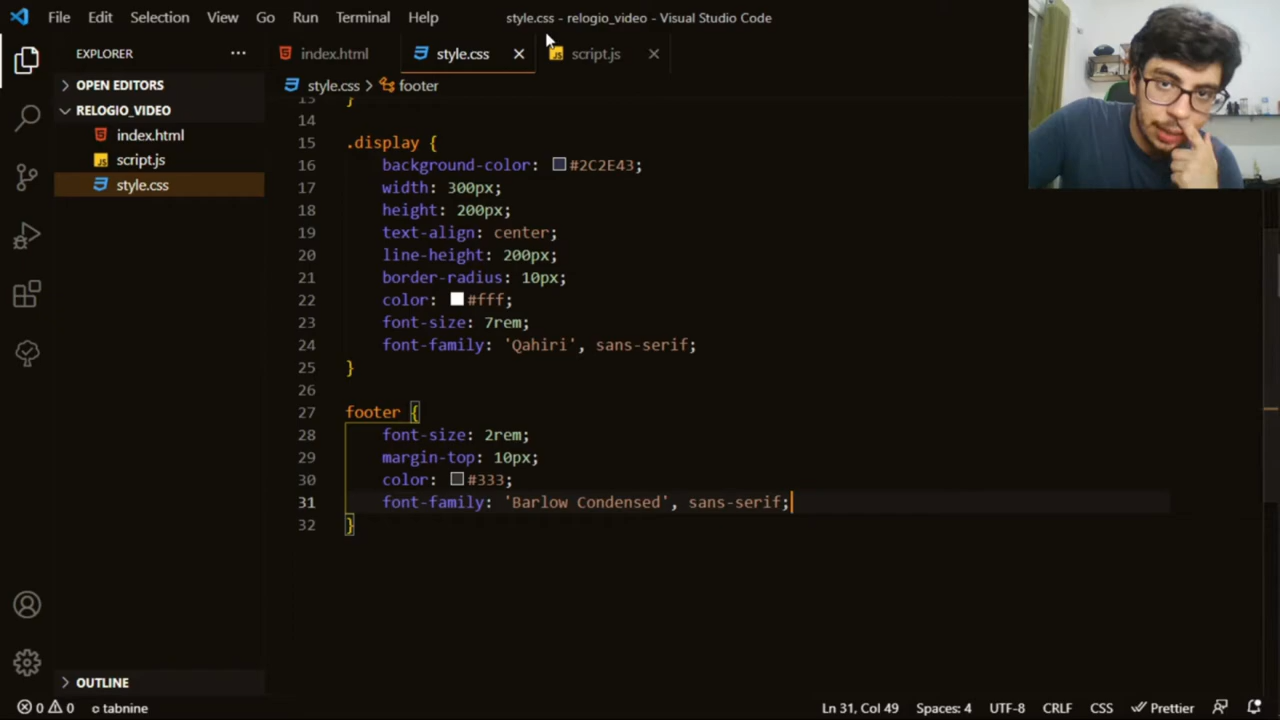 File Edit Selection View Go Run Terminal Help style.css - relogio_video - Visual Studio Code
EXPLORER ··· index.html style.css script.js
OPEN EDITORS style.css > footer
RELOGIO_VIDEO
index.html
script.js
style.css
13 }
14
15 .display {
16 background-color: #2C2E43;
17 width: 300px;
18 height: 200px;
19 text-align: center;
20 line-height: 200px;
21 border-radius: 10px;
22 color: #fff;
23 font-size: 7rem;
24 font-family: 'Qahiri', sans-serif;
25 }
26
27 footer {
28 font-size: 2rem;
29 margin-top: 10px;
30 color: #333;
31 font-family: 'Barlow Condensed', sans-serif;
32 }
OUTLINE
0 0 tabnine Ln 31, Col 49 Spaces: 4 UTF-8 CRLF CSS Prettier